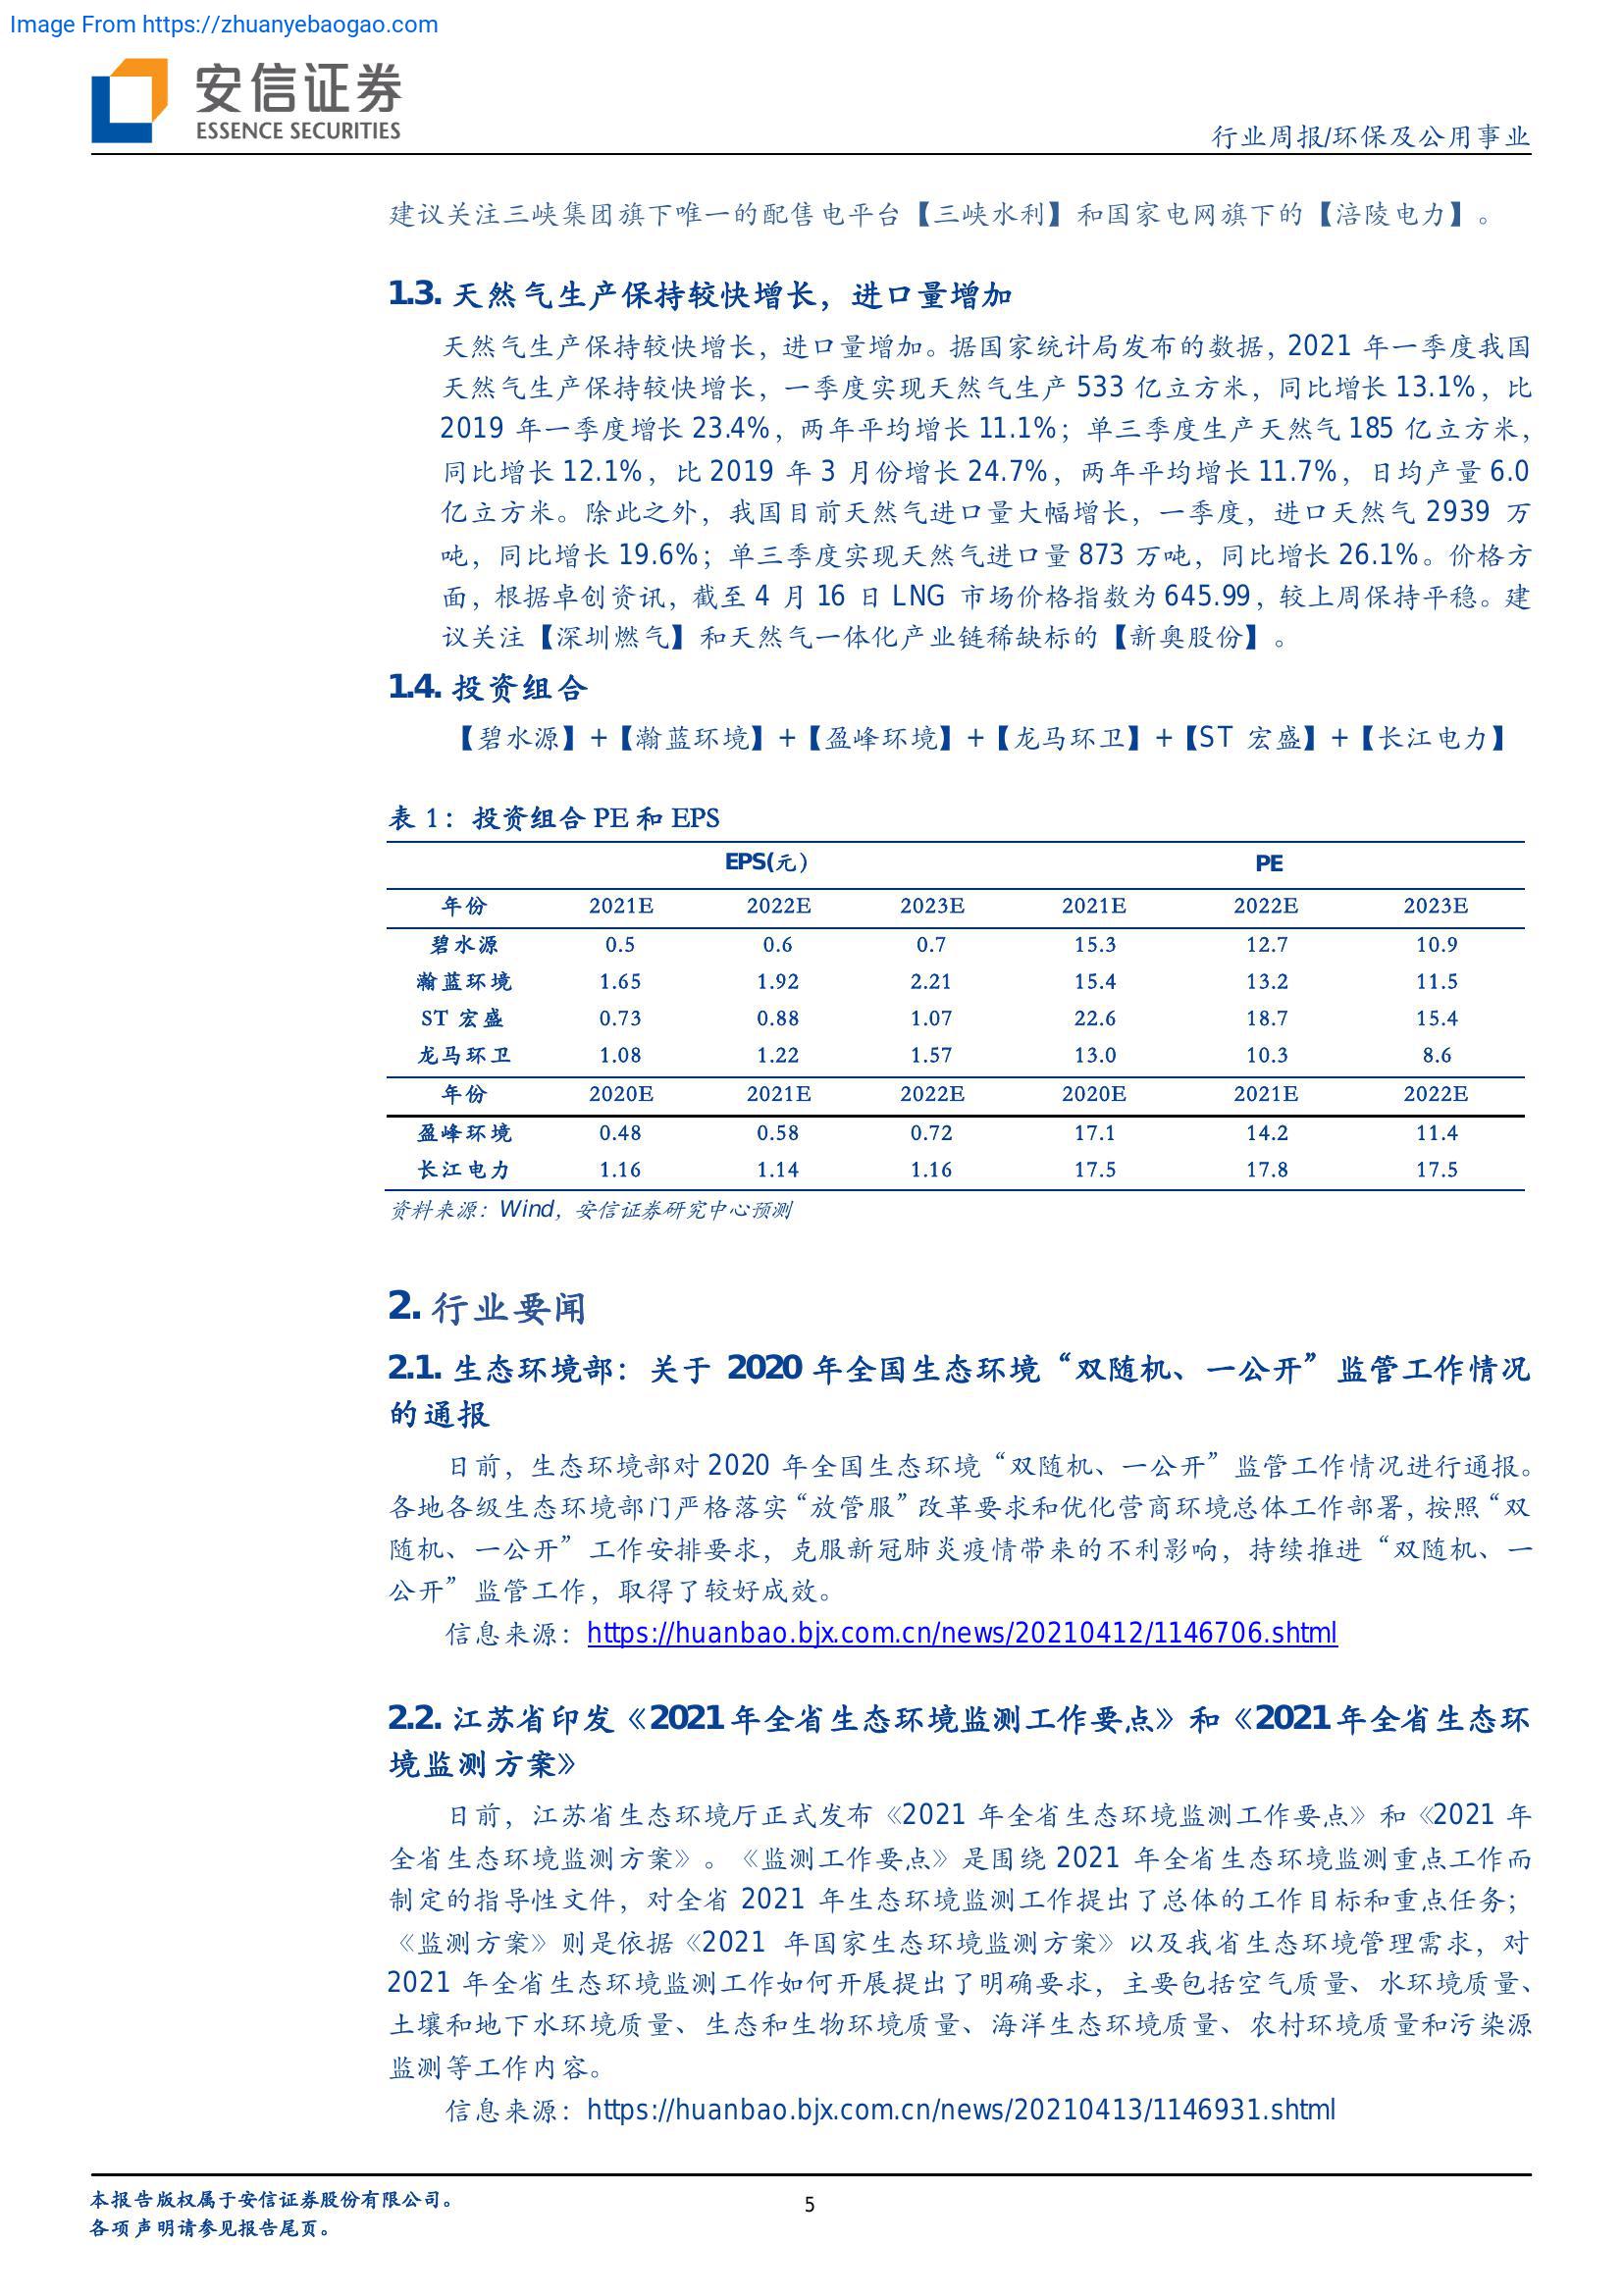 Image From https://zhuanyebaogao.com
安信证券
ESSENCE SECURITIES
行业周报/环保及公用事业
建议关注三峡集团旗下唯一的配售电平台【三峡水利】和国家电网旗下的【涪陵电力】。
1.3. 天然气生产保持较快增长，进口量增加
天然气生产保持较快增长，进口量增加。据国家统计局发布的数据，2021 年一季度我国
天然气生产保持较快增长，一季度实现天然气生产 533 亿立方米，同比增长 13.1%，比
2019 年一季度增长 23.4%，两年平均增长 11.1%；单三季度生产天然气 185 亿立方米，
同比增长 12.1%，比 2019 年 3 月份增长 24.7%，两年平均增长 11.7%，日均产量 6.0
亿立方米。除此之外，我国目前天然气进口量大幅增长，一季度，进口天然气 2939 万
吨，同比增长 19.6%；单三季度实现天然气进口量 873 万吨，同比增长 26.1%。价格方
面，根据卓创资讯，截至 4 月 16 日 LNG 市场价格指数为 645.99，较上周保持平稳。建
议关注【深圳燃气】和天然气一体化产业链稀缺标的【新奥股份】。
1.4. 投资组合
【碧水源】+【瀚蓝环境】+【盈峰环境】+【龙马环卫】+【ST 宏盛】+【长江电力】
表 1：投资组合 PE 和 EPS
EPS(元） PE
年份 2021E 2022E 2023E 2021E 2022E 2023E
碧水源 0.5 0.6 0.7 15.3 12.7 10.9
瀚蓝环境 1.65 1.92 2.21 15.4 13.2 11.5
ST 宏盛 0.73 0.88 1.07 22.6 18.7 15.4
龙马环卫 1.08 1.22 1.57 13.0 10.3 8.6
年份 2020E 2021E 2022E 2020E 2021E 2022E
盈峰环境 0.48 0.58 0.72 17.1 14.2 11.4
长江电力 1.16 1.14 1.16 17.5 17.8 17.5
资料来源：Wind，安信证券研究中心预测
2. 行业要闻
2.1. 生态环境部：关于 2020 年全国生态环境“双随机、一公开”监管工作情况
的通报
日前，生态环境部对 2020 年全国生态环境“双随机、一公开”监管工作情况进行通报。
各地各级生态环境部门严格落实“放管服”改革要求和优化营商环境总体工作部署，按照“双
随机、一公开”工作安排要求，克服新冠肺炎疫情带来的不利影响，持续推进“双随机、一
公开”监管工作，取得了较好成效。
信息来源：https://huanbao.bjx.com.cn/news/20210412/1146706.shtml
2.2. 江苏省印发《2021 年全省生态环境监测工作要点》和《2021 年全省生态环
境监测方案》
日前，江苏省生态环境厅正式发布《2021 年全省生态环境监测工作要点》和《2021 年
全省生态环境监测方案》。《监测工作要点》是围绕 2021 年全省生态环境监测重点工作而
制定的指导性文件，对全省 2021 年生态环境监测工作提出了总体的工作目标和重点任务；
《监测方案》则是依据《2021 年国家生态环境监测方案》以及我省生态环境管理需求，对
2021 年全省生态环境监测工作如何开展提出了明确要求，主要包括空气质量、水环境质量、
土壤和地下水环境质量、生态和生物环境质量、海洋生态环境质量、农村环境质量和污染源
监测等工作内容。
信息来源：https://huanbao.bjx.com.cn/news/20210413/1146931.shtml
本报告版权属于安信证券股份有限公司。
各项声明请参见报告尾页。
5